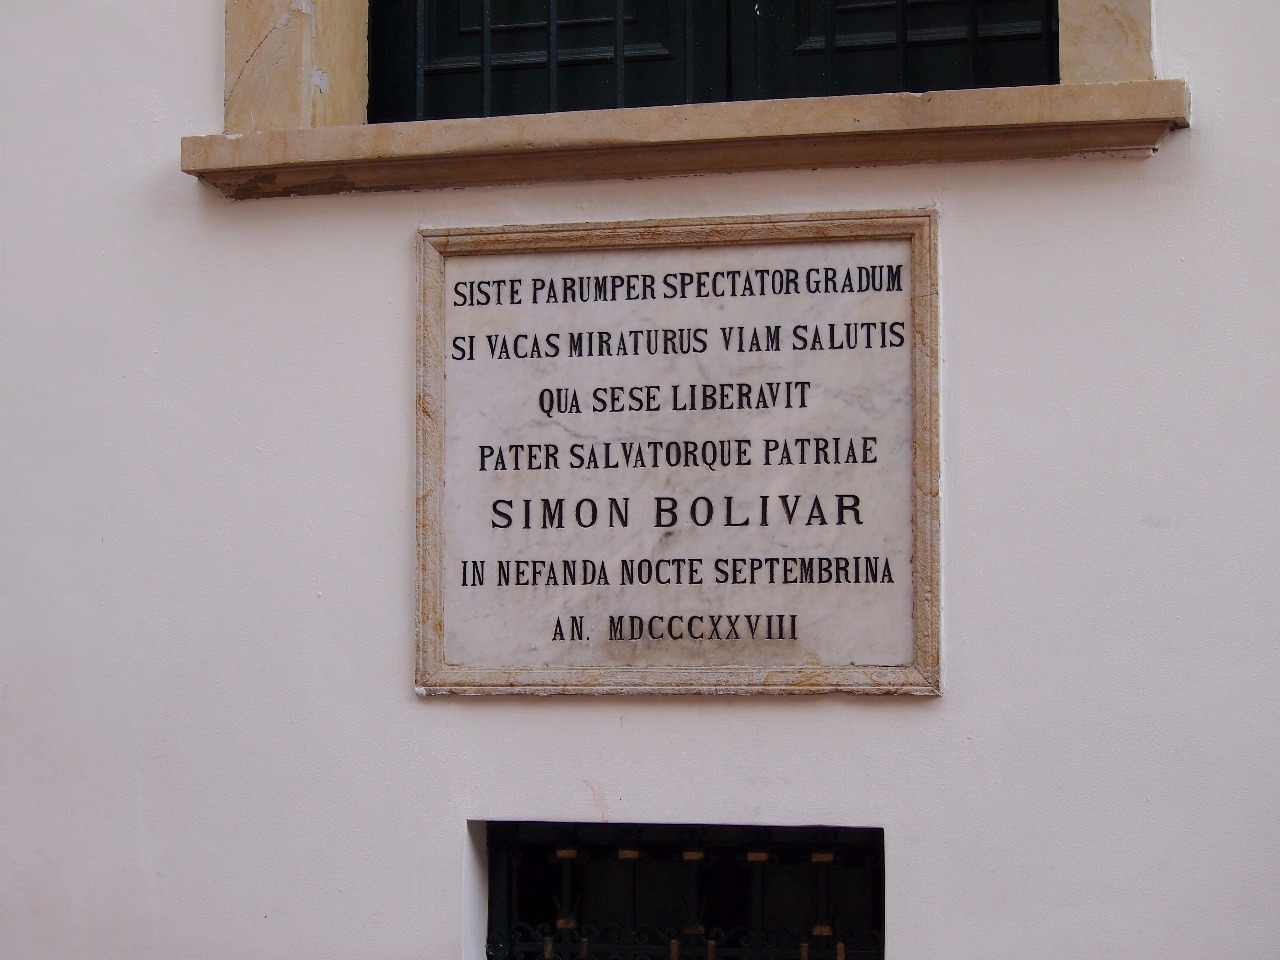 SISTE PARUMPER SPECTATOR GRADUM
SI VACAS MIRATURUS VIAM SALUTIS
QUA SESE LIBERAVIT
PATER SALVATORQUE PATRIAE
SIMON BOLIVAR
IN NEFANDA NOCTE SEPTEMBRINA
AN. MDCCCXXVIII